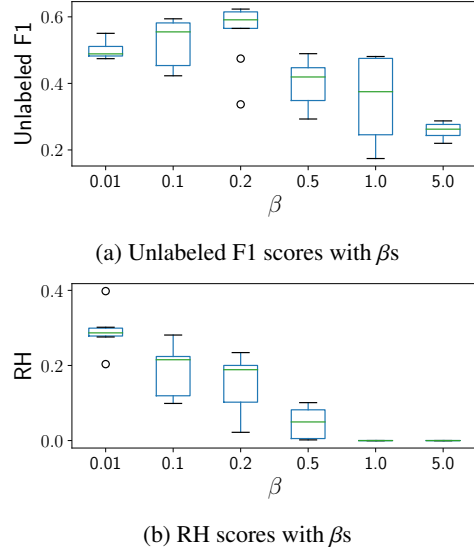 Unlabeled F1
0.6
0.4
0.2
0.01 0.1 0.2 0.5 1.0 5.0
β
(a) Unlabeled F1 scores with βs
RH
0.4
0.2
0.0
0.01 0.1 0.2 0.5 1.0 5.0
β
(b) RH scores with βs